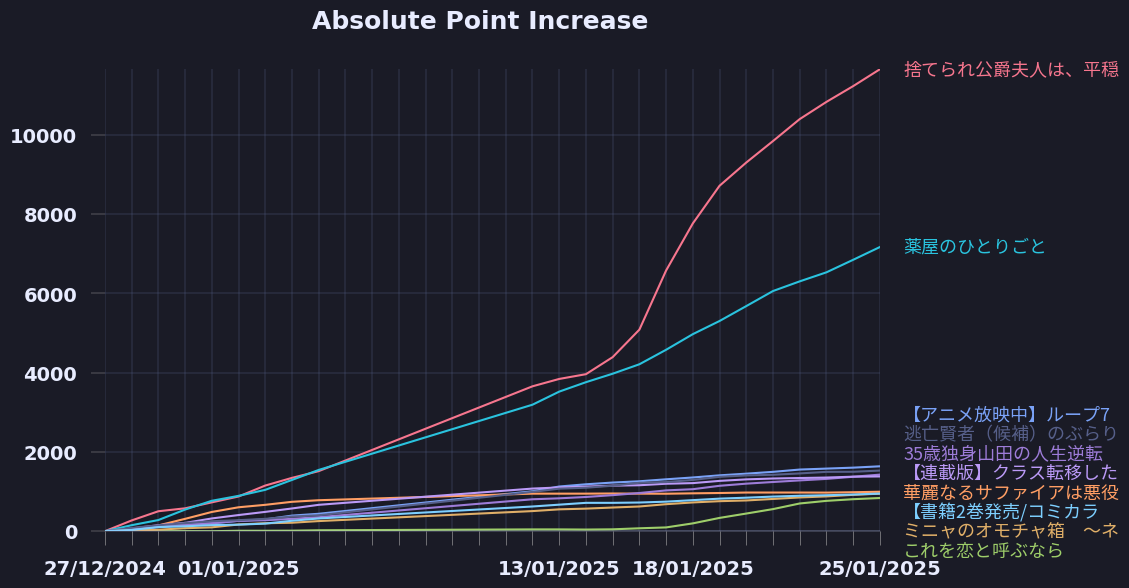 Absolute Point Increase
捨てられ公爵夫人は、平穏
10000
8000
薬屋のひとりごと
6000
4000
【アニメ放映中】ループ7
逃亡賢者（候補）のぶらり
2000
35歳独身山田の人生逆転
【連載版】クラス転移した
華麗なるサファイアは悪役
【書籍2巻発売/コミカラ
0
ミニャのオモチャ箱　～ネ
これを恋と呼ぶなら
27/12/2024 01/01/2025 13/01/2025 18/01/2025 25/01/2025